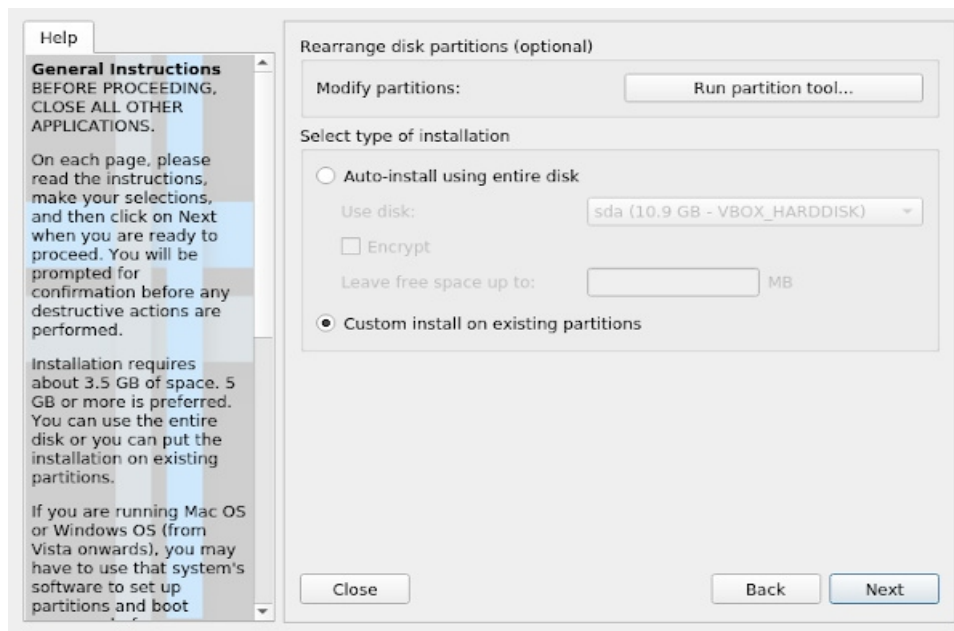 Help
General Instructions
BEFORE PROCEEDING,
CLOSE ALL OTHER
APPLICATIONS.
On each page, please
read the instructions,
make your selections,
and then click on Next
when you are ready to
proceed. You will be
prompted for
confirmation before any
destructive actions are
performed.
Installation requires
about 3.5 GB of space. 5
GB or more is preferred.
You can use the entire
disk or you can put the
installation on existing
partitions.
If you are running Mac OS
or Windows OS (from
Vista onwards), you may
have to use that system's
software to set up
partitions and boot
Rearrange disk partitions (optional)
Modify partitions:
Run partition tool...
Select type of installation
Auto-install using entire disk
Use disk:
sda (10.9 GB - VBOX_HARDDISK)
Encrypt
Leave free space up to:
MB
Custom install on existing partitions
Close
Back
Next